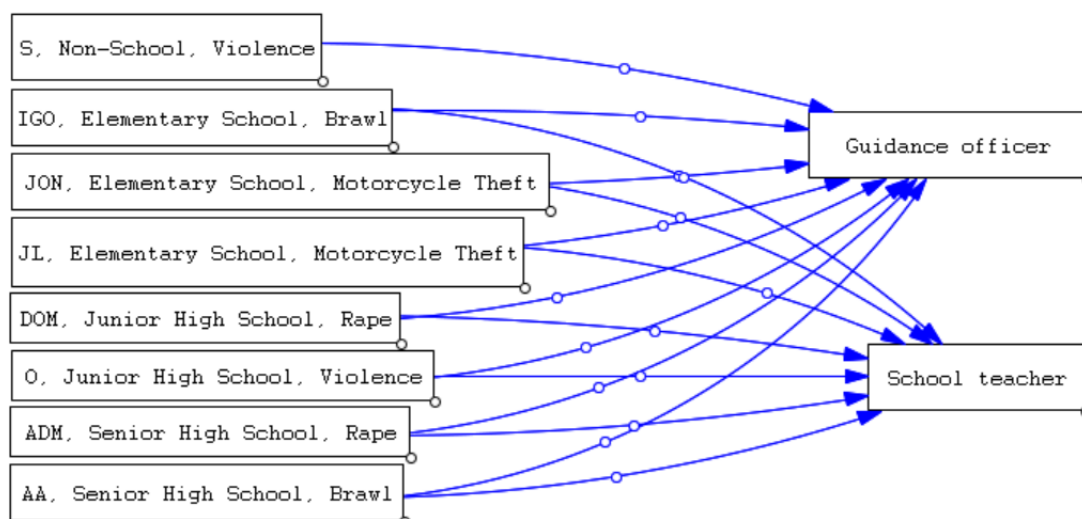 S, Non-School, Violence
IGO, Elementary School, Brawl
JON, Elementary School, Motorcycle Theft
JL, Elementary School, Motorcycle Theft
DOM, Junior High School, Rape
O, Junior High School, Violence
ADM, Senior High School, Rape
AA, Senior High School, Brawl
Guidance officer
School teacher